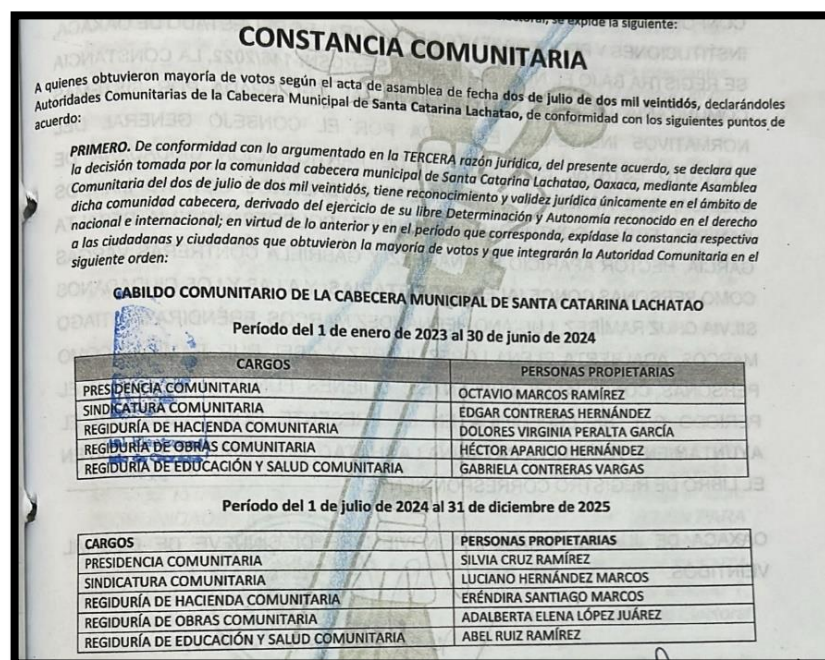 se expide la siguiente:
CONSTANCIA COMUNITARIA
A quienes obtuvieron mayoría de votos según el acta de asamblea de fecha dos de julio de dos mil veintidós, declarándoles
Autoridades Comunitarias de la Cabecera Municipal de Santa Catarina Lachatao, de conformidad con los siguientes puntos de
acuerdo:
PRIMERO. De conformidad con lo argumentado en la TERCERA razón jurídica, del presente acuerdo, se declara que
la decisión tomada por la comunidad cabecera municipal de Santa Catarina Lachatao, Oaxaca, mediante Asamblea
Comunitaria del dos de julio de dos mil veintidós, tiene reconocimiento y validez jurídica únicamente en el ámbito de
dicha comunidad cabecera, derivado del ejercicio de su libre Determinación y Autonomía reconocido en el derecho
nacional e internacional; en virtud de lo anterior y en el período que corresponda, expídase la constancia respectiva
a las ciudadanas y ciudadanos que obtuvieron la mayoría de votos y que integrarán la Autoridad Comunitaria en el
siguiente orden:
CABILDO COMUNITARIO DE LA CABECERA MUNICIPAL DE SANTA CATARINA LACHATAO
Período del 1 de enero de 2023 al 30 de junio de 2024
CARGOS PERSONAS PROPIETARIAS
PRESIDENCIA COMUNITARIA OCTAVIO MARCOS RAMÍREZ
SINDICATURA COMUNITARIA EDGAR CONTRERAS HERNÁNDEZ
REGIDURÍA DE HACIENDA COMUNITARIA DOLORES VIRGINIA PERALTA GARCÍA
REGIDURÍA DE OBRAS COMUNITARIA HÉCTOR APARICIO HERNÁNDEZ
REGIDURÍA DE EDUCACIÓN Y SALUD COMUNITARIA GABRIELA CONTRERAS VARGAS
Período del 1 de julio de 2024 al 31 de diciembre de 2025
CARGOS PERSONAS PROPIETARIAS
PRESIDENCIA COMUNITARIA SILVIA CRUZ RAMÍREZ
SINDICATURA COMUNITARIA LUCIANO HERNÁNDEZ MARCOS
REGIDURÍA DE HACIENDA COMUNITARIA ERÉNDIRA SANTIAGO MARCOS
REGIDURÍA DE OBRAS COMUNITARIA ADALBERTA ELENA LÓPEZ JUÁREZ
REGIDURÍA DE EDUCACIÓN Y SALUD COMUNITARIA ABEL RUIZ RAMÍREZ